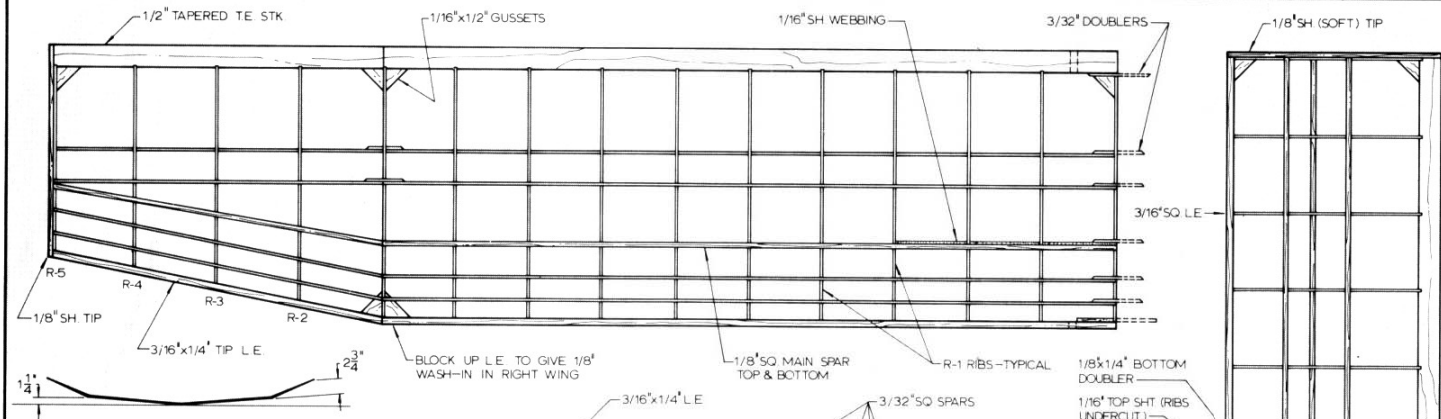 1/2" TAPERED T.E. STK
1/16"x1/2" GUSSETS
1/16" SH WEBBING
3/32" DOUBLERS
1/8" SH. (SOFT) TIP
3/16" SQ L.E.
R-5
R-4
R-3
R-2
1/8" SH. TIP
3/16"x1/4" TIP L.E.
BLOCK UP L.E. TO GIVE 1/8"
WASH-IN IN RIGHT WING
1/8" SQ MAIN SPAR
TOP & BOTTOM
R-1 RIBS-TYPICAL
1/8"x1/4" BOTTOM
DOUBLER
1/16" TOP SHT (RIBS
UNDERCUT)
1 1/4"
2 3/4"
3/16"x1/4" L.E.
3/32" SQ SPARS